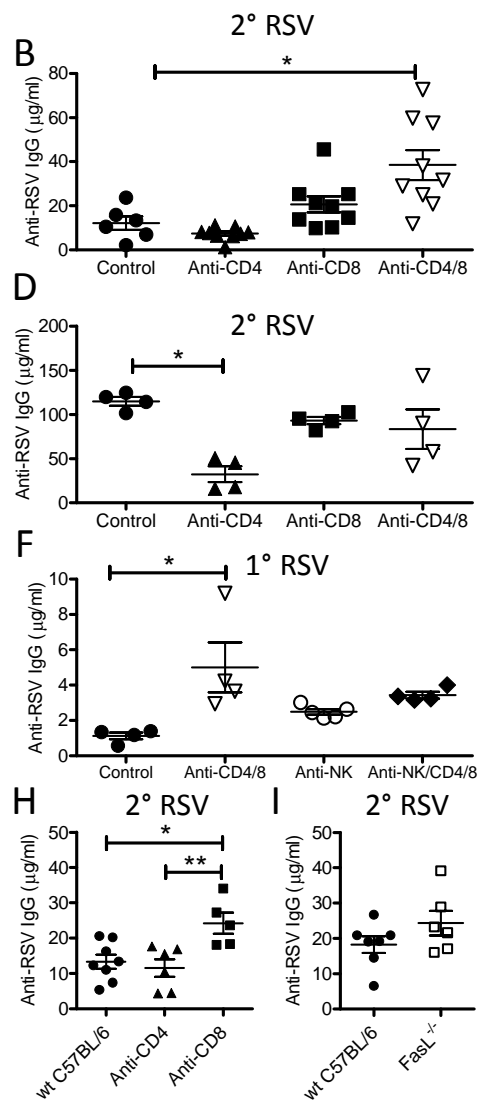 B
2° RSV
*
Anti-RSV IgG (μg/ml)
80
60
40
20
0
Control Anti-CD4 Anti-CD8 Anti-CD4/8
D
2° RSV
*
Anti-RSV IgG (μg/ml)
200
150
100
50
0
Control Anti-CD4 Anti-CD8 Anti-CD4/8
F
1° RSV
*
Anti-RSV IgG (μg/ml)
10
8
6
4
2
0
Control Anti-CD4/8 Anti-NK Anti-NK/CD4/8
H
2° RSV
*
**
Anti-RSV IgG (μg/ml)
50
40
30
20
10
0
wt C57BL/6 Anti-CD4 Anti-CD8
I
2° RSV
Anti-RSV IgG (μg/ml)
50
40
30
20
10
0
wt C57BL/6 FasL-/-